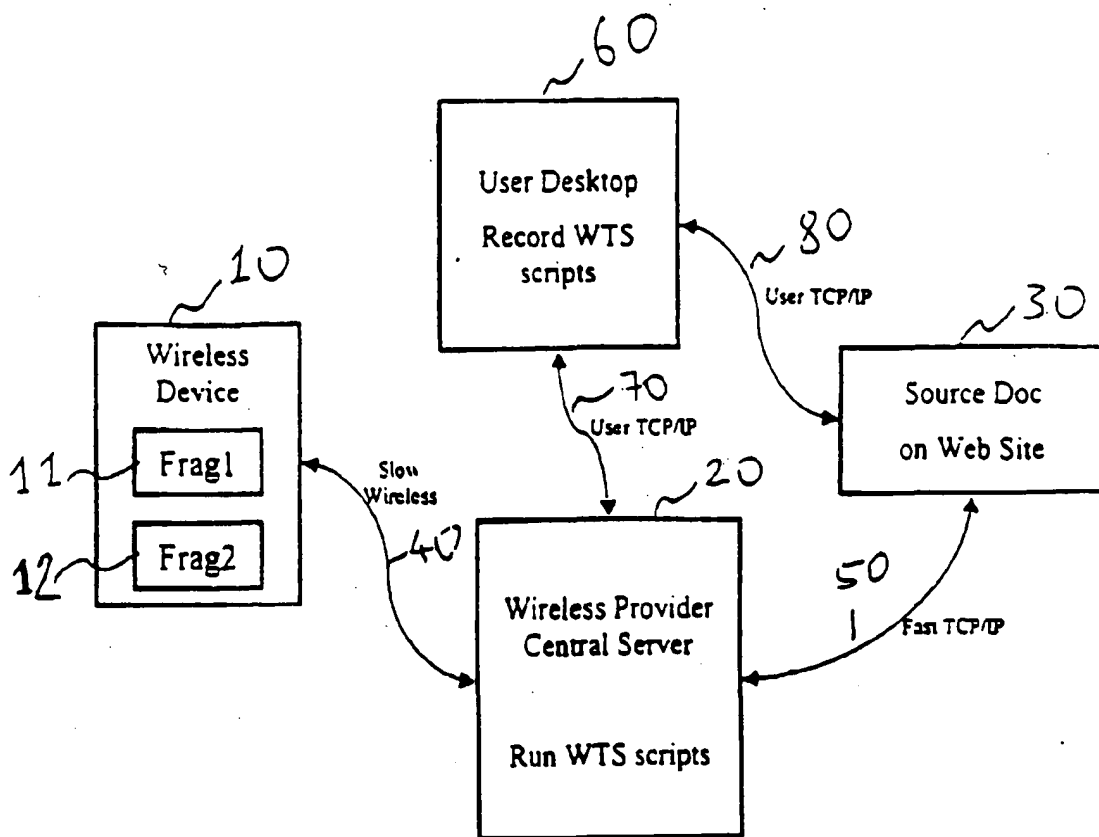 60
User Desktop
Record WTS
scripts
80
User TCP/IP
10
30
Wireless
Device
Source Doc
on Web Site
70
User TCP/IP
11
Frag1
Slow
Wireless
20
12
Frag2
40
50
Wireless Provider
Central Server
Fast TCP/IP
Run WTS scripts